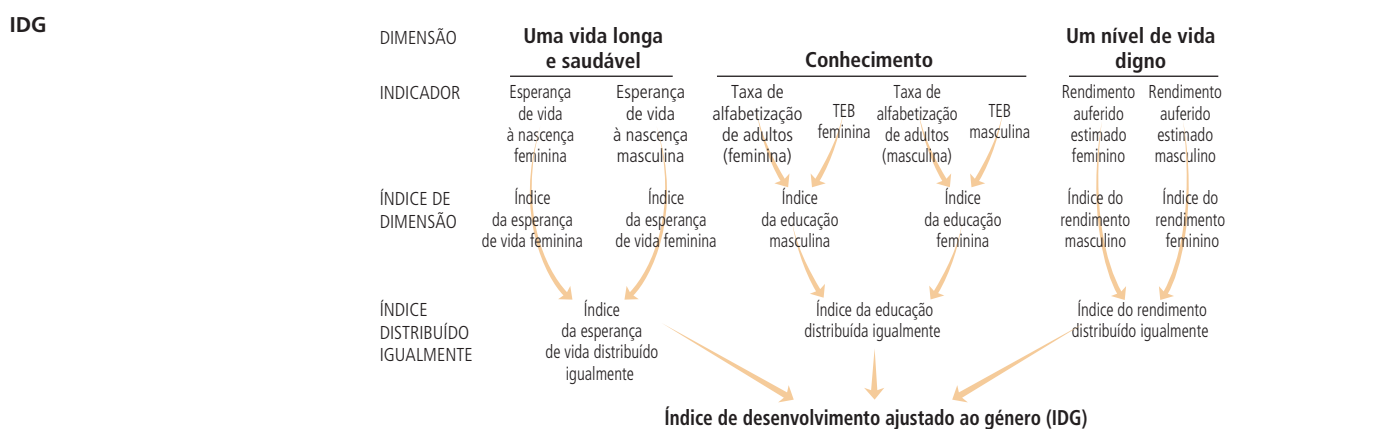 IDG
DIMENSÃO
Uma vida longa
e saudável
Conhecimento
Um nível de vida
digno
INDICADOR
Esperança
de vida
à nascença
feminina
Esperança
de vida
à nascença
masculina
Taxa de
alfabetização
de adultos
(feminina)
TEB
feminina
Taxa de
alfabetização
de adultos
(masculina)
TEB
masculina
Rendimento
auferido
estimado
feminino
Rendimento
auferido
estimado
masculino
ÍNDICE DE
DIMENSÃO
Índice
da esperança
de vida feminina
Índice
da esperança
de vida feminina
Índice
da educação
masculina
Índice
da educação
feminina
Índice do
rendimento
masculino
Índice do
rendimento
feminino
ÍNDICE
DISTRIBUÍDO
IGUALMENTE
Índice
da esperança
de vida distribuído
igualmente
Índice da educação
distribuída igualmente
Índice do rendimento
distribuído igualmente
Índice de desenvolvimento ajustado ao género (IDG)